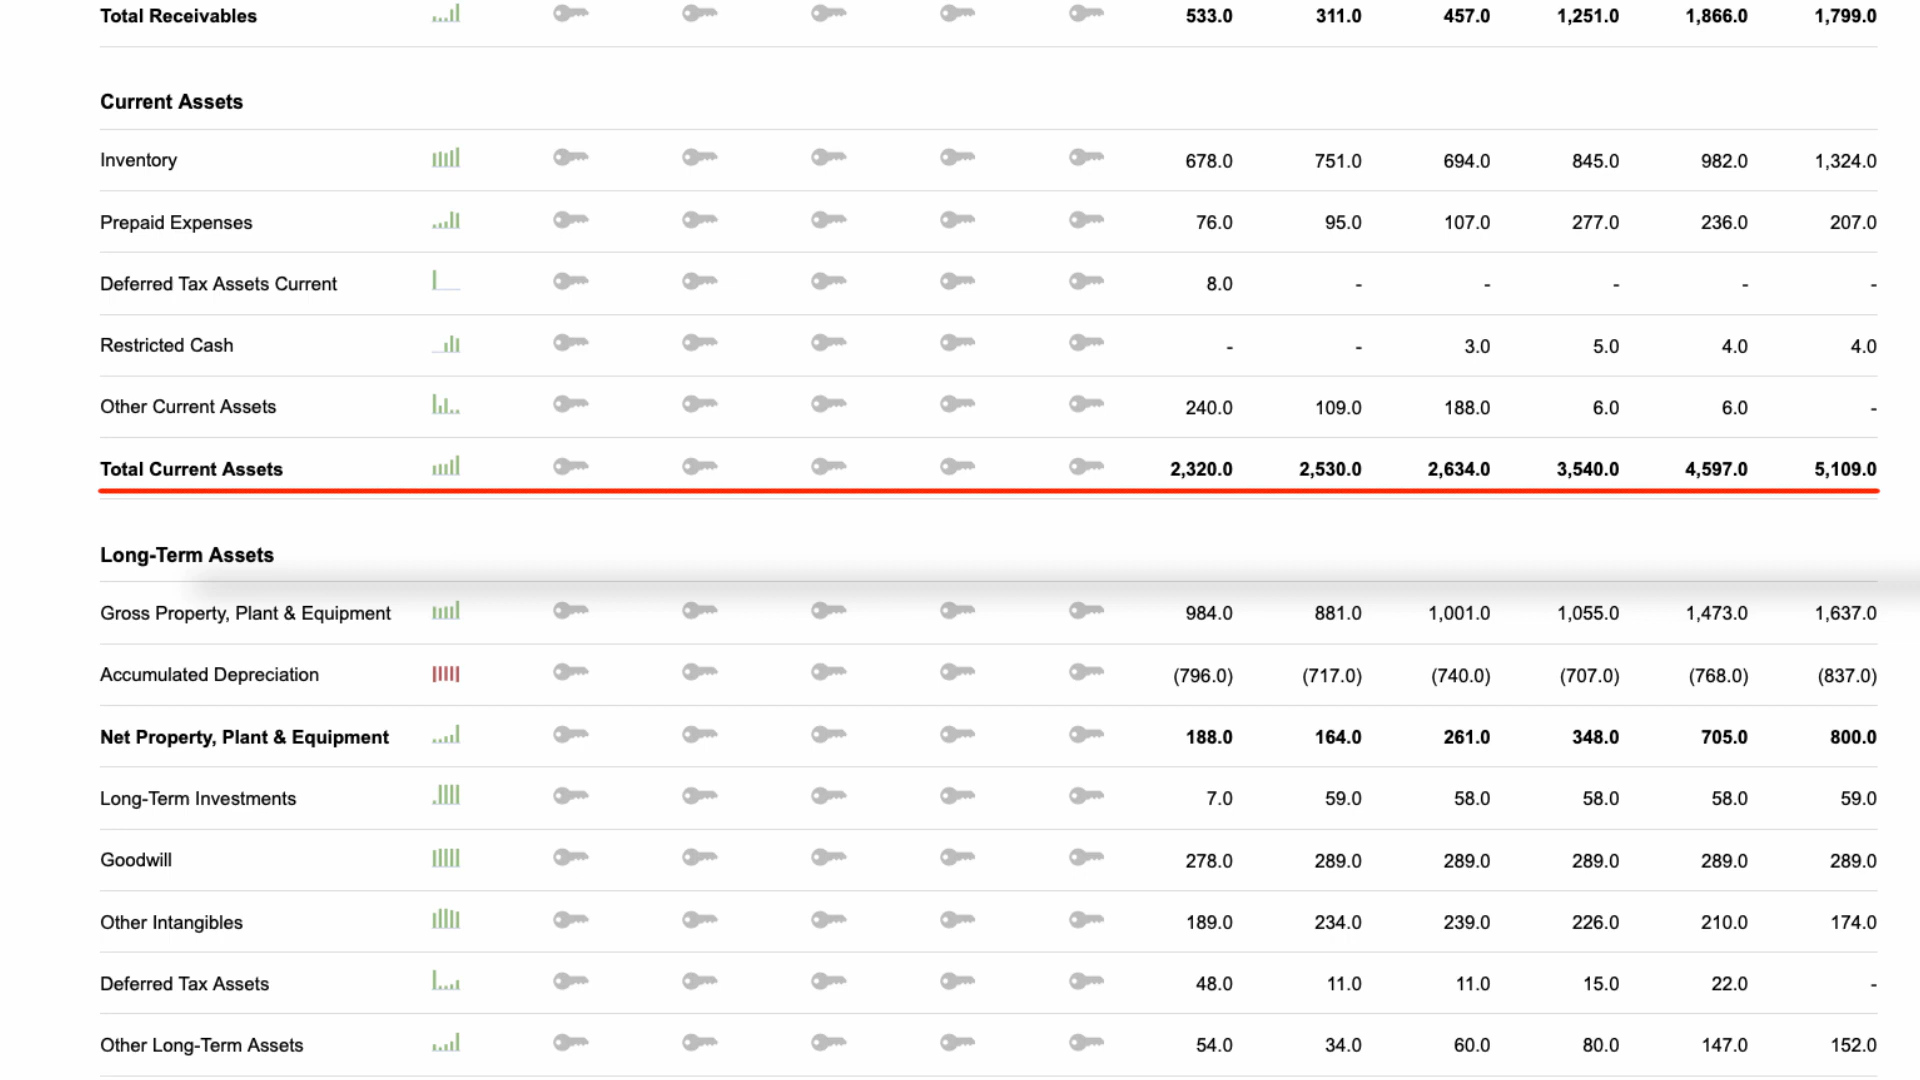 Total Receivables 533.0 311.0 457.0 1,251.0 1,866.0 1,799.0
Current Assets
Inventory 678.0 751.0 694.0 845.0 982.0 1,324.0
Prepaid Expenses 76.0 95.0 107.0 277.0 236.0 207.0
Deferred Tax Assets Current 8.0 - - - - -
Restricted Cash - - 3.0 5.0 4.0 4.0
Other Current Assets 240.0 109.0 188.0 6.0 6.0 -
Total Current Assets 2,320.0 2,530.0 2,634.0 3,540.0 4,597.0 5,109.0
Long-Term Assets
Gross Property, Plant & Equipment 984.0 881.0 1,001.0 1,055.0 1,473.0 1,637.0
Accumulated Depreciation (796.0) (717.0) (740.0) (707.0) (768.0) (837.0)
Net Property, Plant & Equipment 188.0 164.0 261.0 348.0 705.0 800.0
Long-Term Investments 7.0 59.0 58.0 58.0 58.0 59.0
Goodwill 278.0 289.0 289.0 289.0 289.0 289.0
Other Intangibles 189.0 234.0 239.0 226.0 210.0 174.0
Deferred Tax Assets 48.0 11.0 11.0 15.0 22.0 -
Other Long-Term Assets 54.0 34.0 60.0 80.0 147.0 152.0